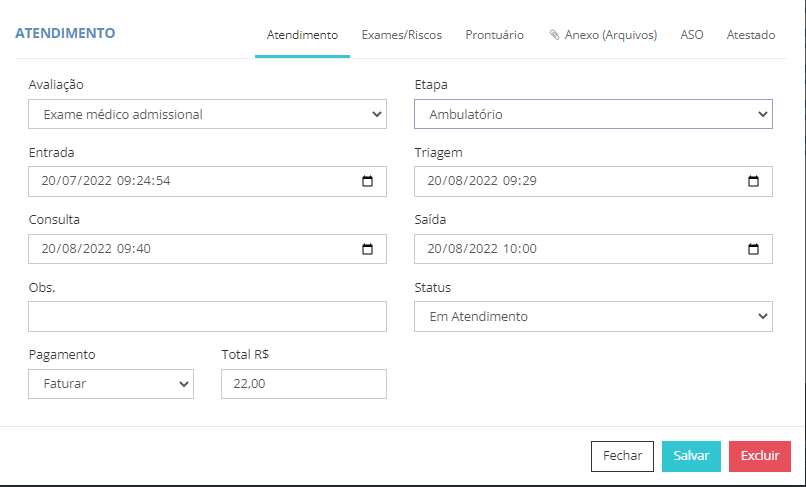 ATENDIMENTO
Atendimento Exames/Riscos Prontuário Anexo (Arquivos) ASO Atestado
Avaliação Etapa
Exame médico admissional Ambulatório
Entrada Triagem
20/07/2022 09:24:54 20/08/2022 09:29
Consulta Saída
20/08/2022 09:40 20/08/2022 10:00
Obs. Status
Em Atendimento
Pagamento Total R$
Faturar 22,00
Fechar Salvar Excluir